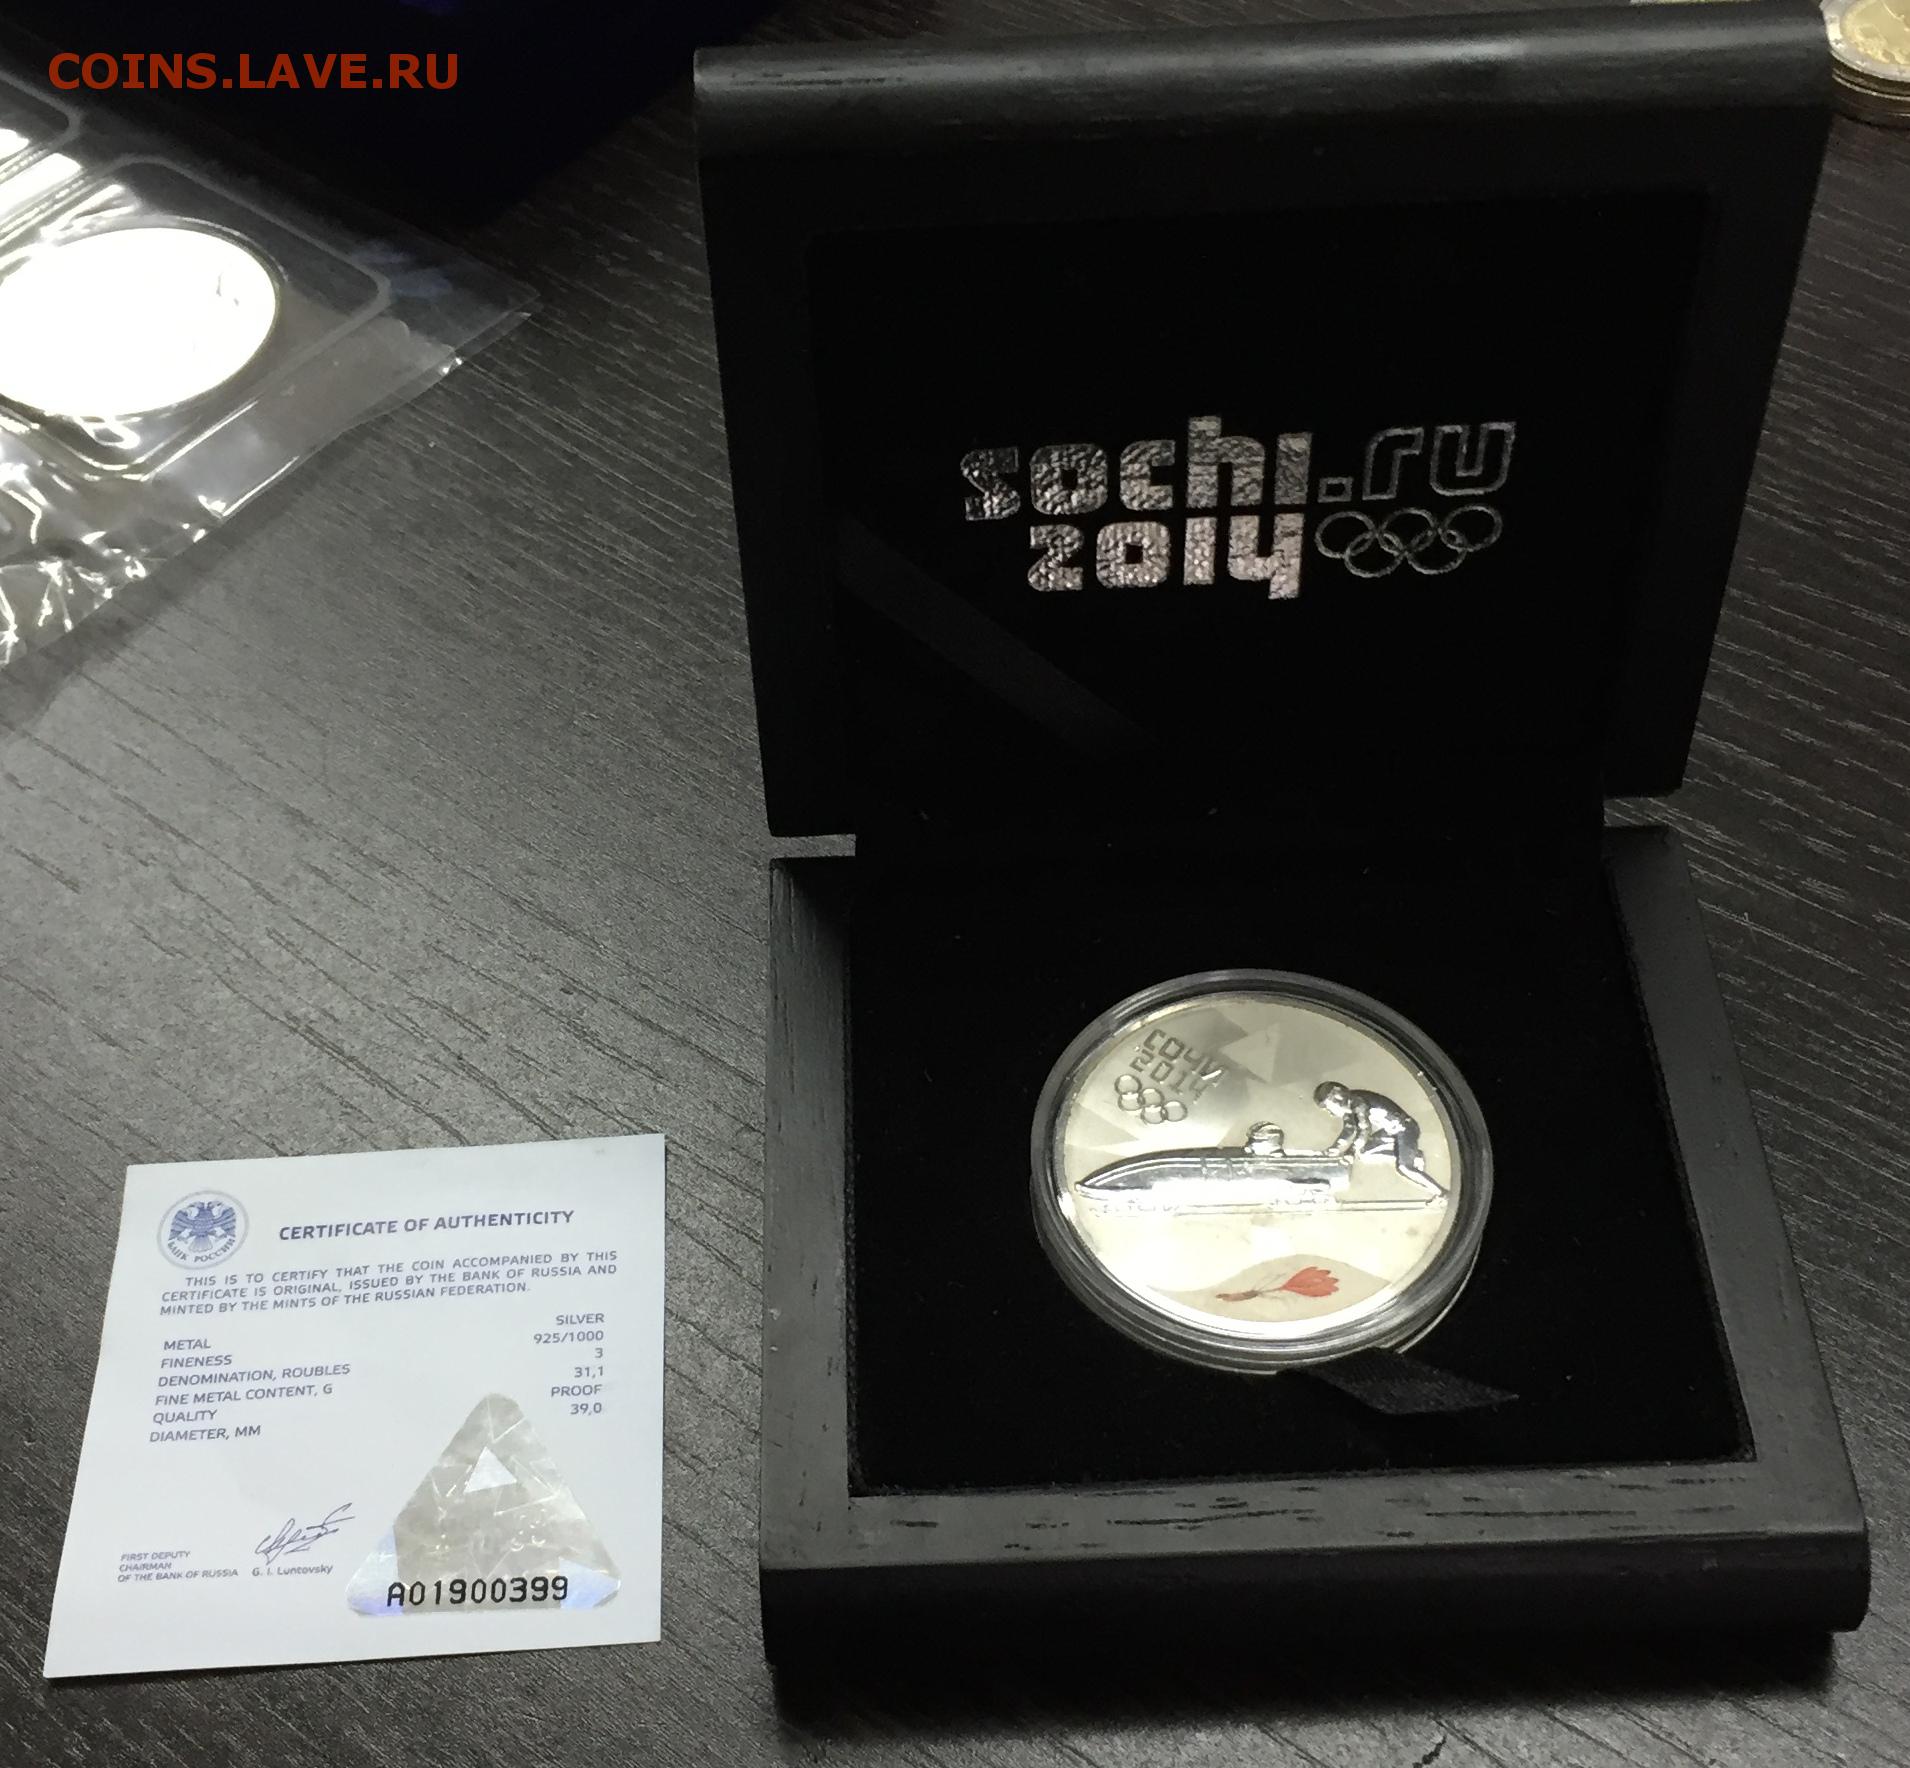 COINS.LAVE.RU
sochi.ru
2014
СОЧИ
2014
БАНК РОССИИ
CERTIFICATE OF AUTHENTICITY
THIS IS TO CERTIFY THAT THE COIN ACCOMPANIED BY THIS
CERTIFICATE IS ORIGINAL, ISSUED BY THE BANK OF RUSSIA AND
MINTED BY THE MINTS OF THE RUSSIAN FEDERATION.
METAL SILVER
FINENESS 925/1000
DENOMINATION, ROUBLES 3
FINE METAL CONTENT, G 31,1
QUALITY PROOF
DIAMETER, MM 39,0
FIRST DEPUTY
CHAIRMAN
OF THE BANK OF RUSSIA G. I. Luntovsky
A01900399